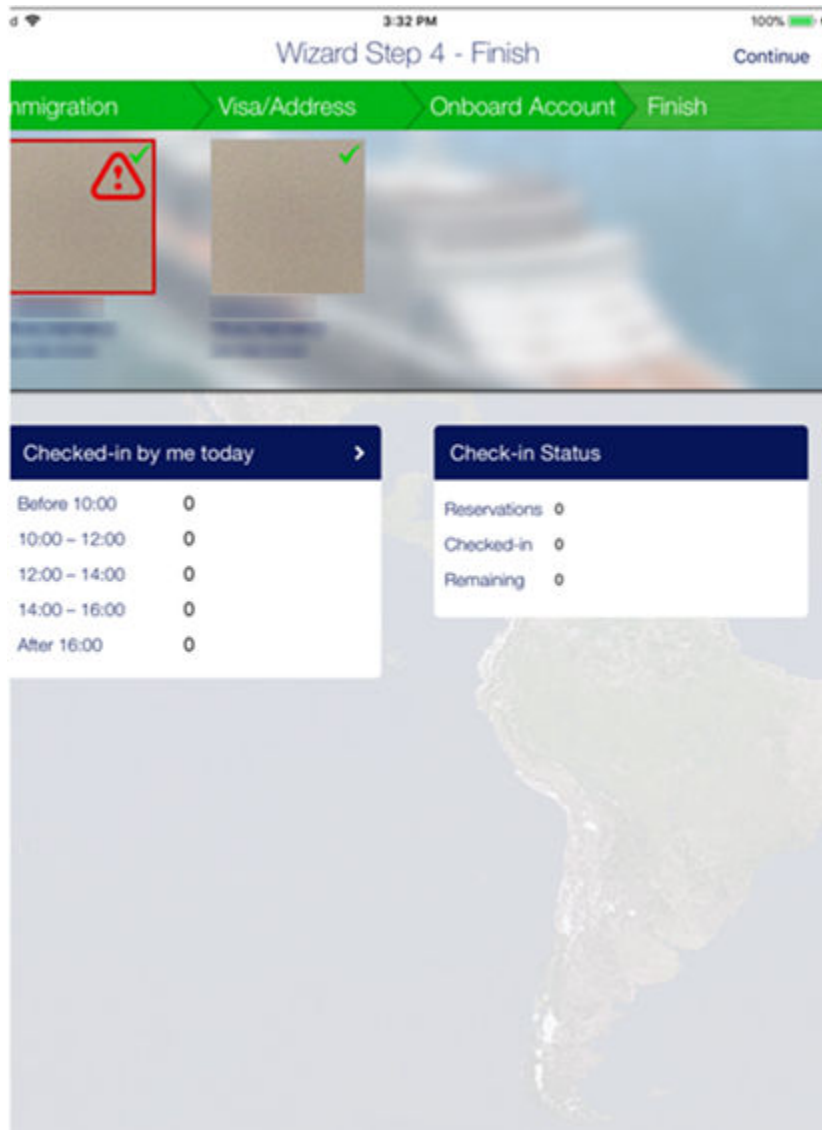 d 3:32 PM 100%
Wizard Step 4 - Finish Continue
nmigration Visa/Address Onboard Account Finish
Checked-in by me today
Before 10:00 0
10:00 – 12:00 0
12:00 – 14:00 0
14:00 – 16:00 0
After 16:00 0
Check-in Status
Reservations 0
Checked-in 0
Remaining 0